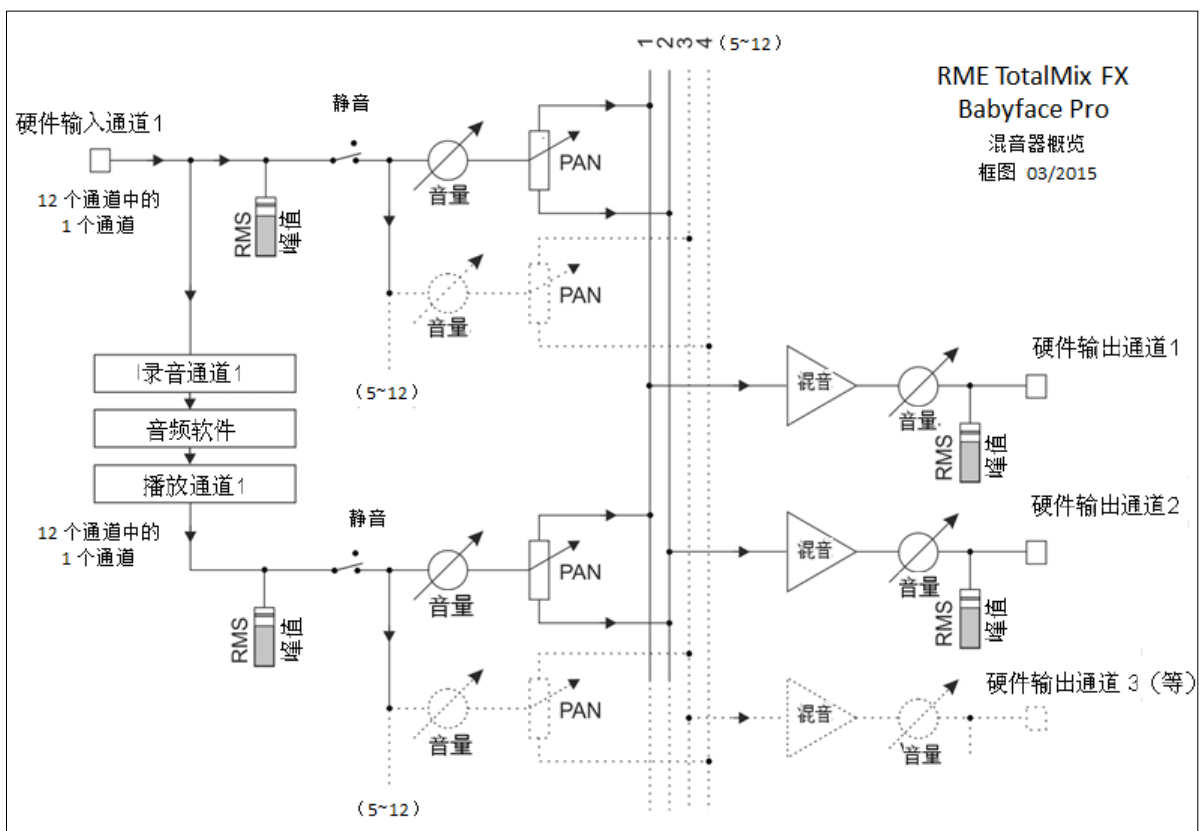 1 2 3 4 (5~12)
RME TotalMix FX
Babyface Pro
混音器概览
框图 03/2015
硬件输入通道1
静音
12 个通道中的
1 个通道
RMS
峰值
音量
PAN
音量
PAN
(5~12)
录音通道1
音频软件
播放通道1
12 个通道中的
1 个通道
静音
RMS
峰值
音量
PAN
音量
PAN
(5~12)
硬件输出通道1
混音
音量
RMS
峰值
硬件输出通道2
混音
音量
RMS
峰值
硬件输出通道 3（等）
混音
音量